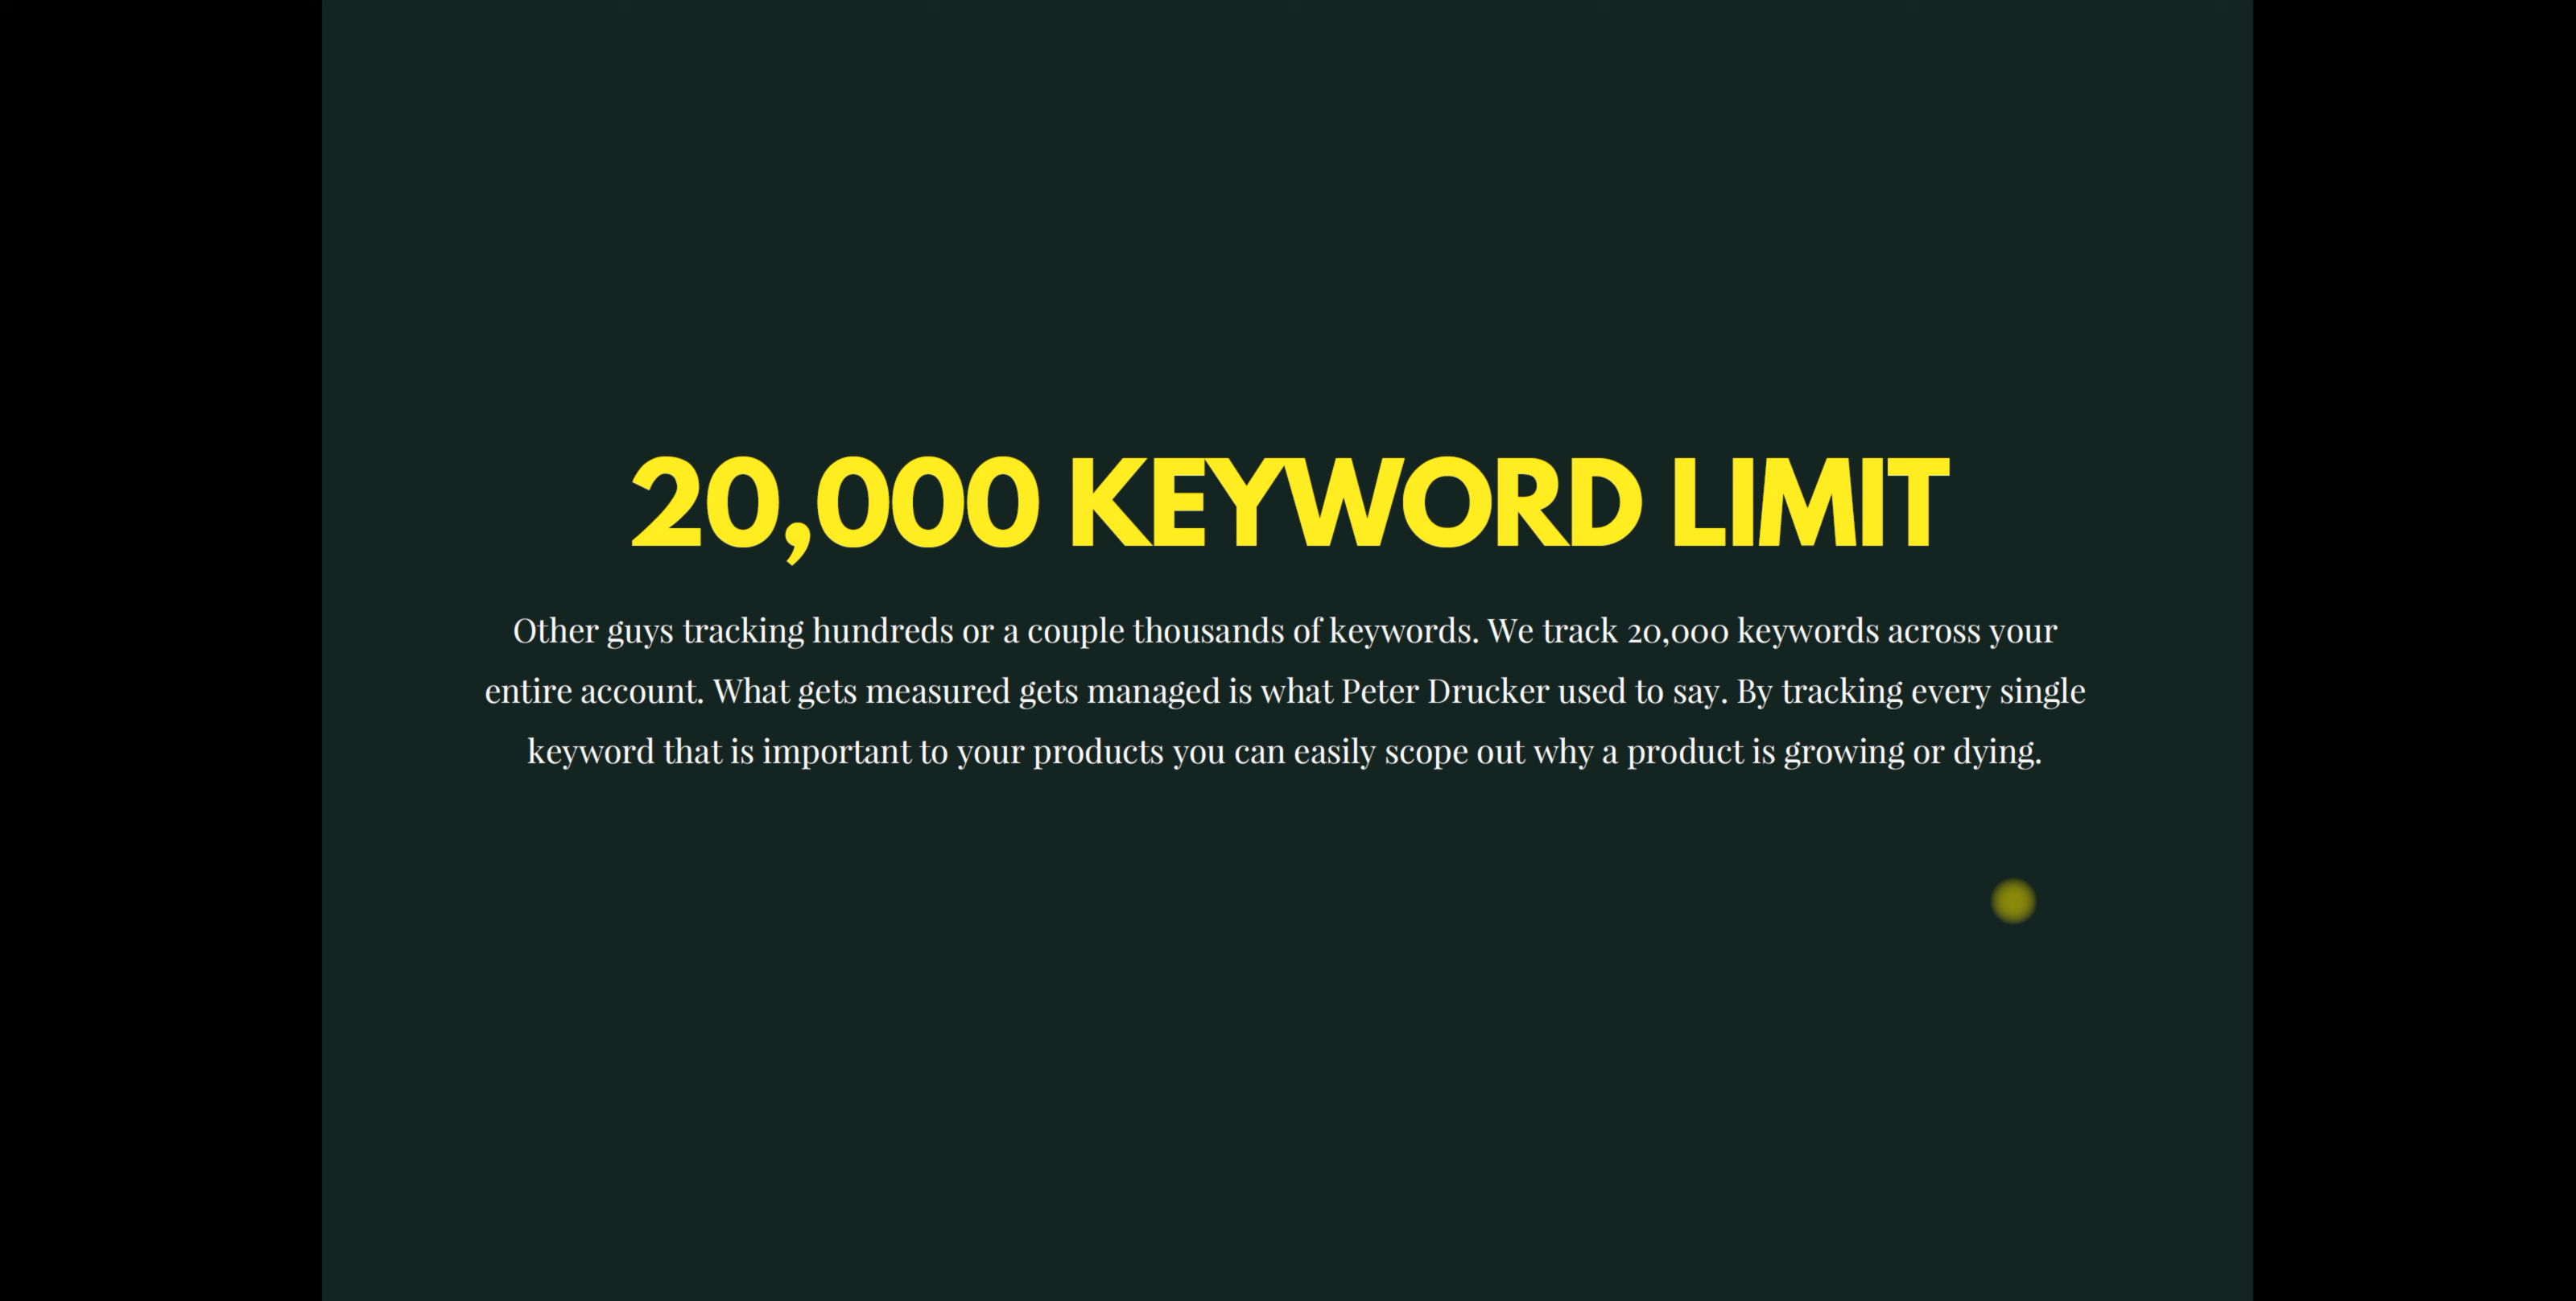 20,000 KEYWORD LIMIT
Other guys tracking hundreds or a couple thousands of keywords. We track 20,000 keywords across your
entire account. What gets measured gets managed is what Peter Drucker used to say. By tracking every single
keyword that is important to your products you can easily scope out why a product is growing or dying.